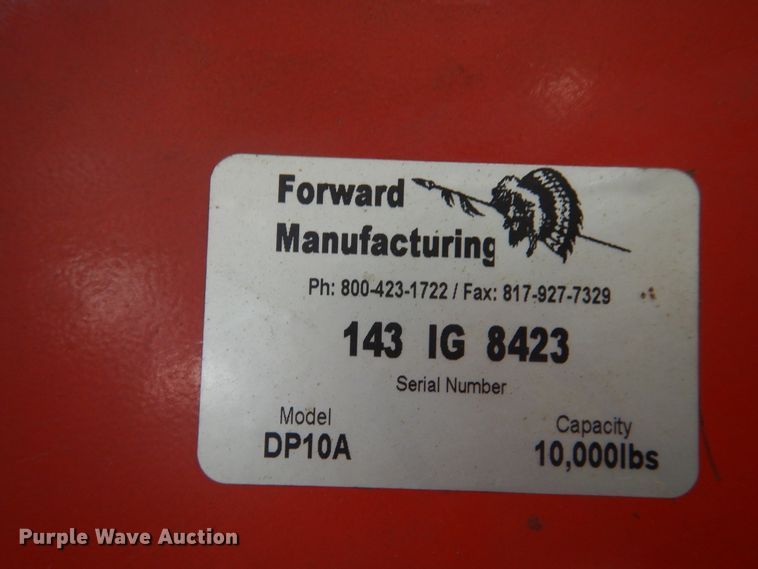 Forward
Manufacturing
Ph: 800-423-1722 / Fax: 817-927-7329
143 IG 8423
Serial Number
Model
DP10A
Capacity
10,000lbs
Purple Wave Auction